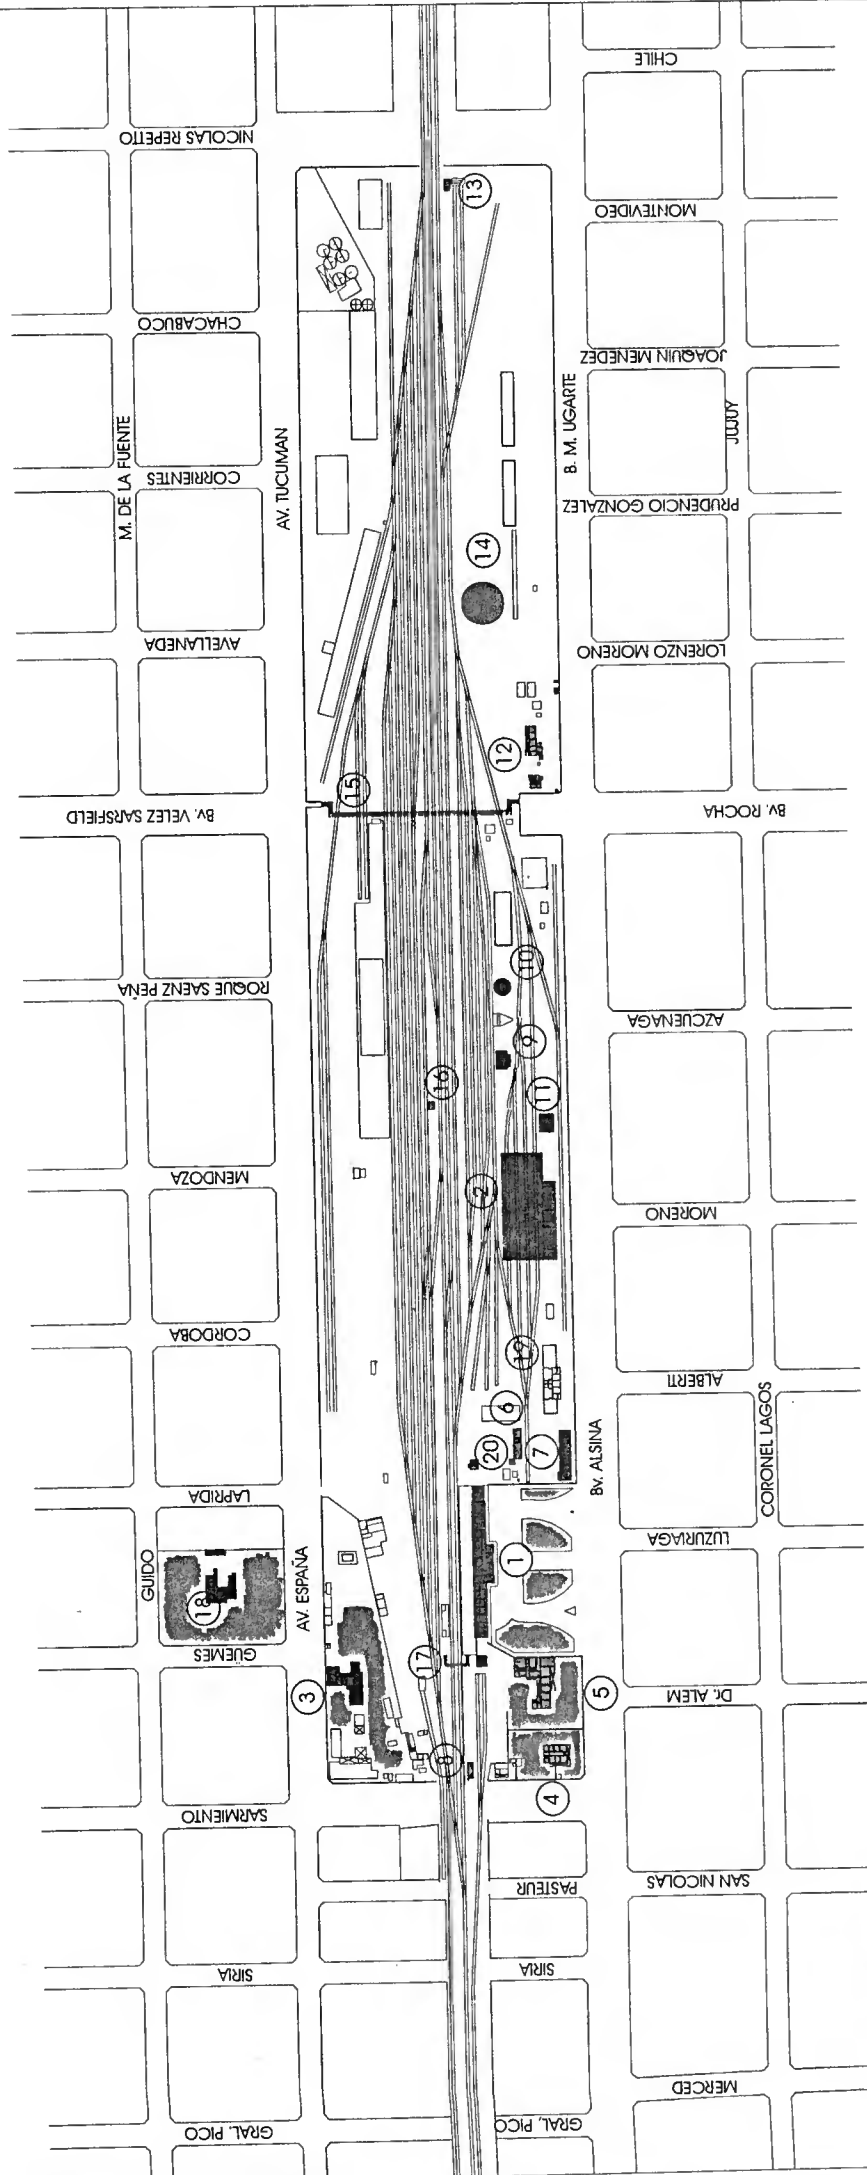 CHILE
NICOLAS REPETTO
13
MONTEVIDEO
CHACABUCO
JOAQUIN MENEDEZ
M. DE LA FUENTE
AV. TUCUMAN
B. M. UGARTE
JUJUY
CORRIENTES
PRUDENCIO GONZALEZ
14
AVELLANEDA
LORENZO MORENO
12
15
BV. VELEZ SARSFIELD
BV. ROCHA
10
ROQUE SAENZ PEÑA
AZCUENAGA
9
16
11
MENDOZA
2
MORENO
CORDOBA
19
ALBERTI
6
20
7
BV. ALSINA
CORONEL LAGOS
LAPRIDA
LUZURIAGA
1
GUIDO
AV. ESPAÑA
18
GÜEMES
17
3
5
Dr. ALEM
8
4
SARMIENTO
PASTEUR
SAN NICOLAS
SIRIA
SIRIA
MERCED
GRAL. PICO
GRAL. PICO